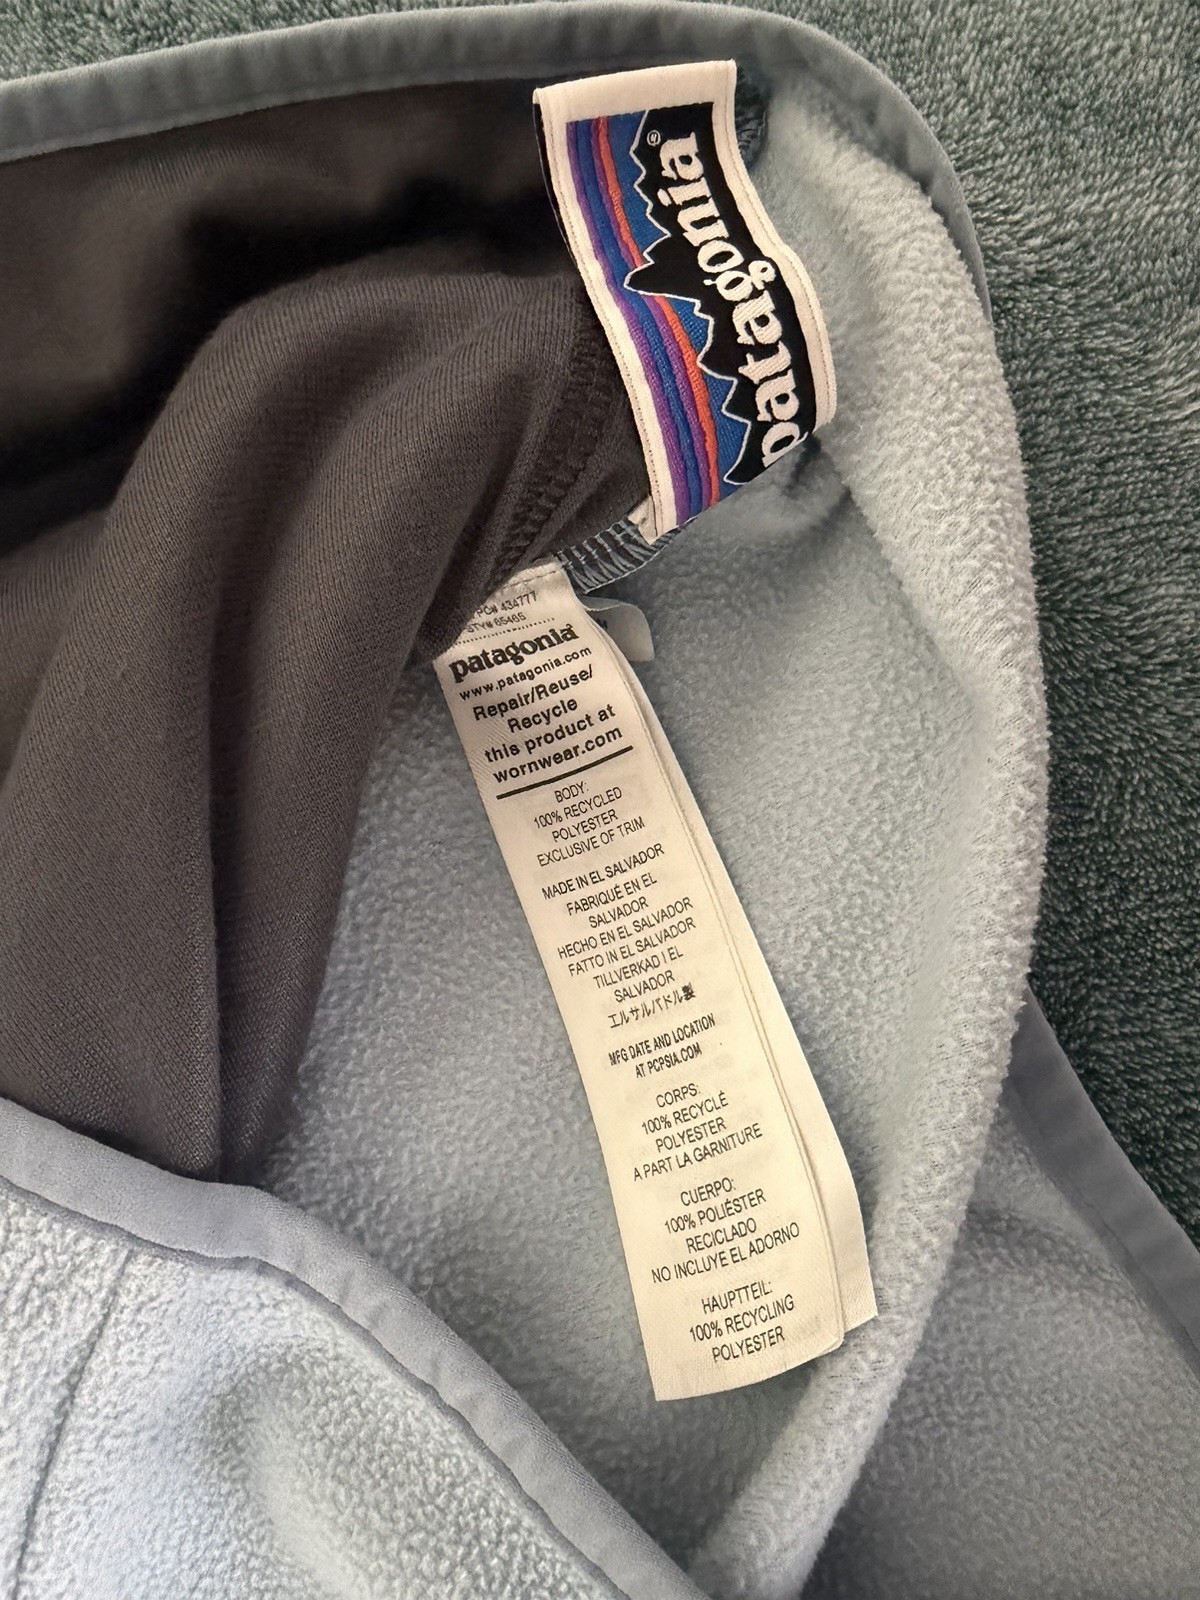 patagonia®
PC# 434777
STY# 65465
patagonia®
www.patagonia.com
Repair/Reuse/
Recycle
this product at
wornwear.com
BODY:
100% RECYCLED
POLYESTER
EXCLUSIVE OF TRIM
MADE IN EL SALVADOR
FABRIQUÉ EN EL
SALVADOR
HECHO EN EL SALVADOR
FATTO IN EL SALVADOR
TILLVERKAD I EL
SALVADOR
エルサルバドル製
MFG DATE AND LOCATION
AT PCPSIA.COM
CORPS:
100% RECYCLÉ
POLYESTER
A PART LA GARNITURE
CUERPO:
100% POLIÉSTER
RECICLADO
NO INCLUYE EL ADORNO
HAUPTTEIL:
100% RECYCLING
POLYESTER